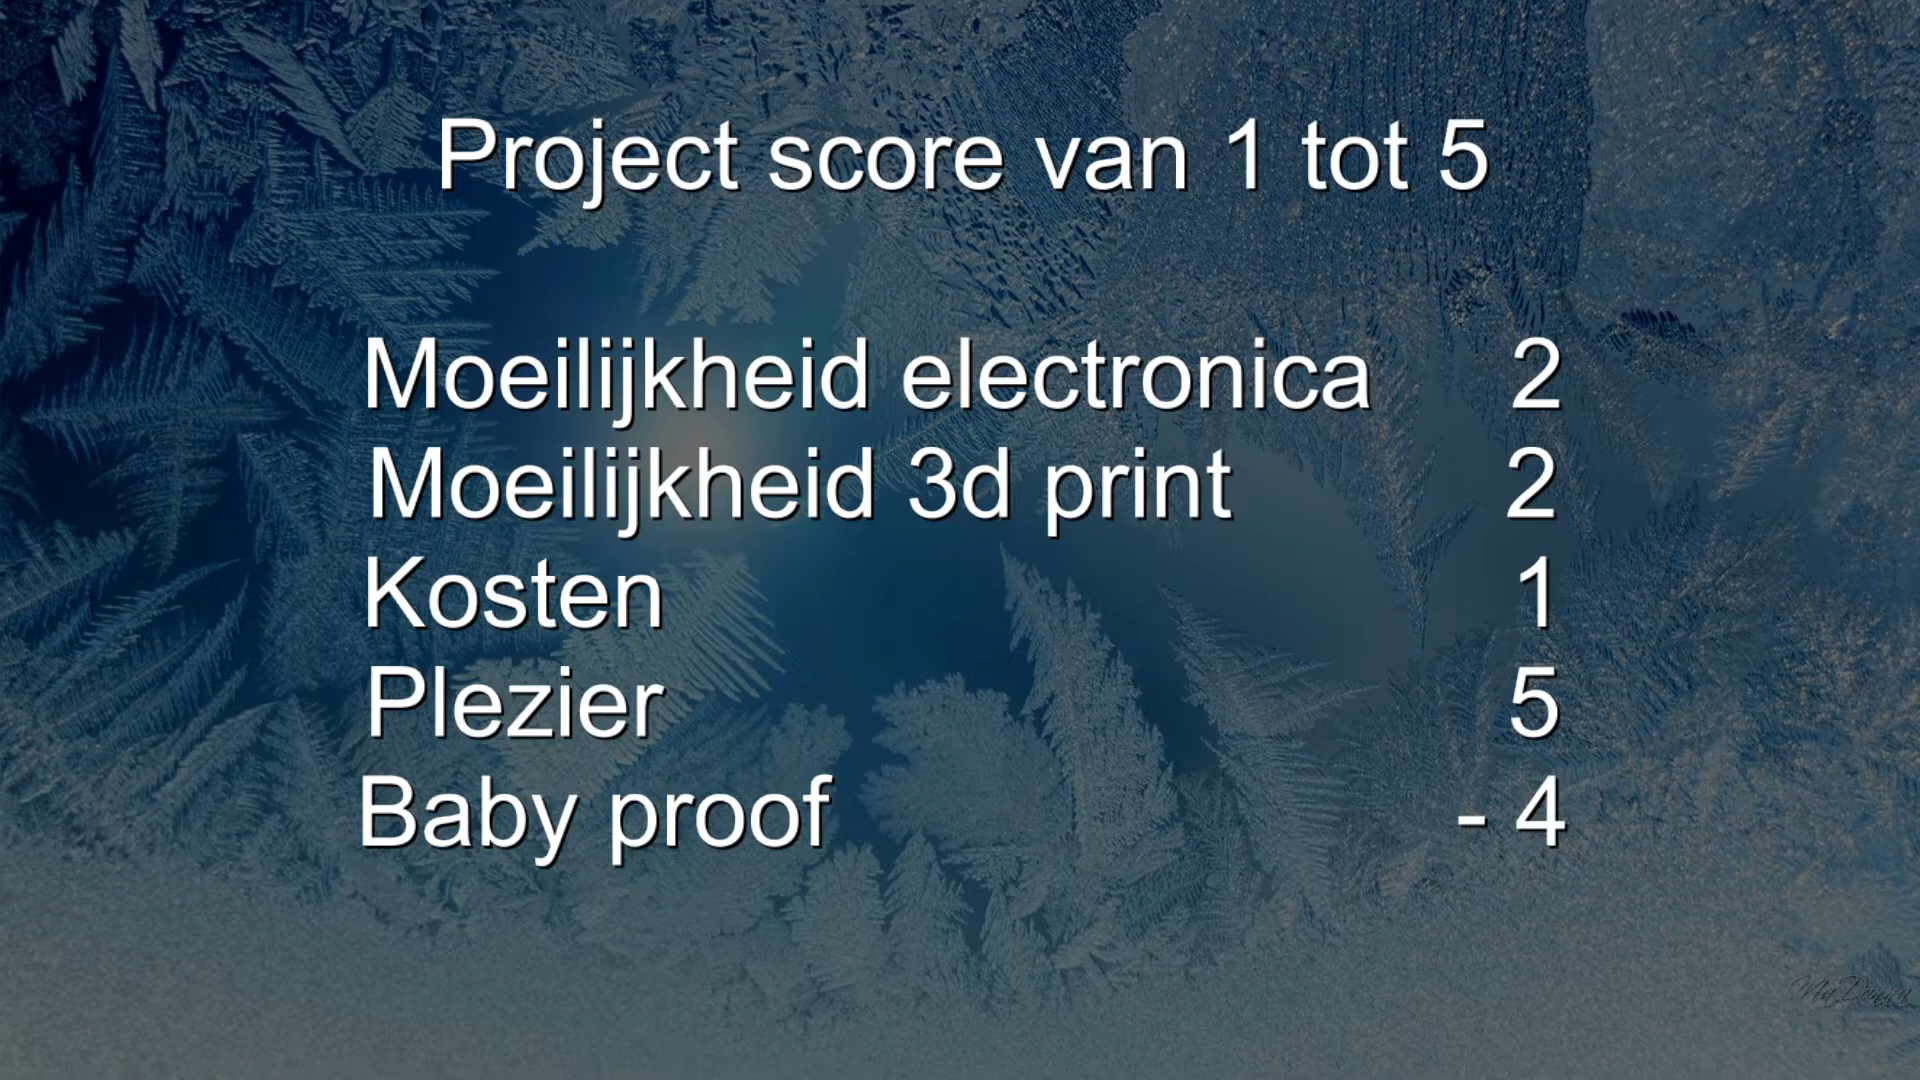 Project score van 1 tot 5
Moeilijkheid electronica 2
Moeilijkheid 3d print 2
Kosten 1
Plezier 5
Baby proof - 4